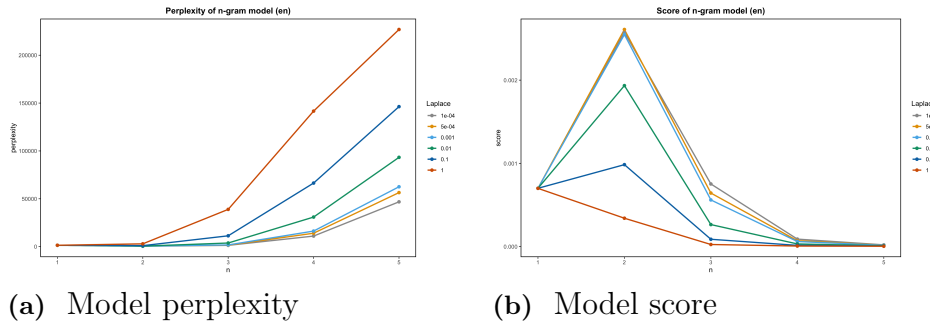 Perplexity of n-gram model (en)
perplexity
200000
150000
100000
50000
0
1 2 3 4 5
n
Laplace
1e-04
5e-04
0.001
0.01
0.1
1
Score of n-gram model (en)
score
0.002
0.001
0.000
1 2 3 4 5
n
Lapla
1e
5e
0.
0.
0.
1
(a) Model perplexity
(b) Model score